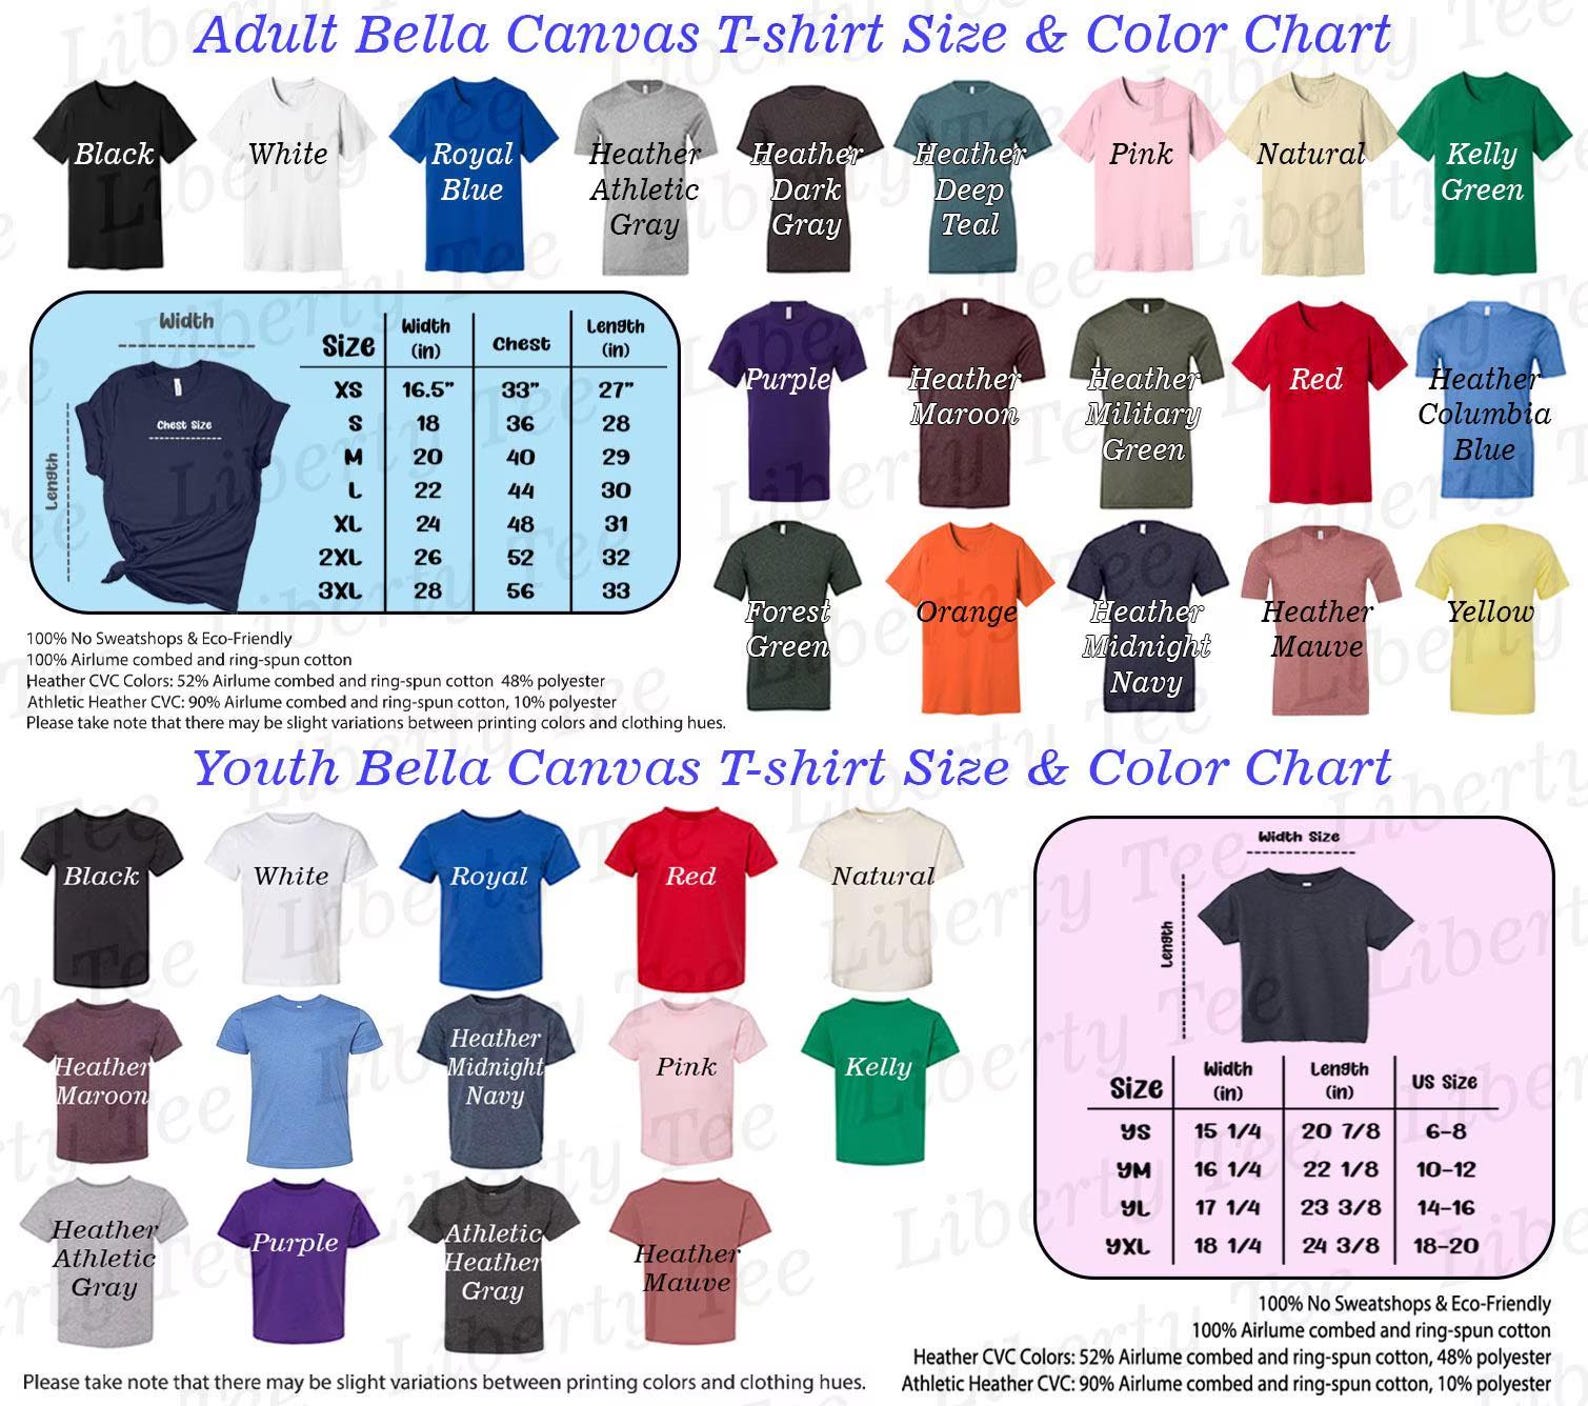 Adult Bella Canvas T-shirt Size & Color Chart
Black
White
Royal
Blue
Heather
Athletic
Gray
Heather
Dark
Gray
Heather
Deep
Teal
Pink
Natural
Kelly
Green
Width
Length
Chest Size
Size Width (in) Chest Length (in)
XS 16.5” 33” 27”
S 18 36 28
M 20 40 29
L 22 44 30
XL 24 48 31
2XL 26 52 32
3XL 28 56 33
Purple
Heather
Maroon
Heather
Military
Green
Red
Heather
Columbia
Blue
Forest
Green
Orange
Heather
Midnight
Navy
Heather
Mauve
Yellow
100% No Sweatshops & Eco-Friendly
100% Airlume combed and ring-spun cotton
Heather CVC Colors: 52% Airlume combed and ring-spun cotton 48% polyester
Athletic Heather CVC: 90% Airlume combed and ring-spun cotton, 10% polyester
Please take note that there may be slight variations between printing colors and clothing hues.
Youth Bella Canvas T-shirt Size & Color Chart
Black
White
Royal
Red
Natural
Heather
Maroon
Heather
Midnight
Navy
Pink
Kelly
Heather
Athletic
Gray
Purple
Athletic
Heather
Gray
Heather
Mauve
Width Size
Length
Size Width (in) Length (in) US Size
YS 15 1/4 20 7/8 6-8
YM 16 1/4 22 1/8 10-12
YL 17 1/4 23 3/8 14-16
YXL 18 1/4 24 3/8 18-20
100% No Sweatshops & Eco-Friendly
100% Airlume combed and ring-spun cotton
Heather CVC Colors: 52% Airlume combed and ring-spun cotton, 48% polyester
Athletic Heather CVC: 90% Airlume combed and ring-spun cotton, 10% polyester
Please take note that there may be slight variations between printing colors and clothing hues.
Liberty Tee